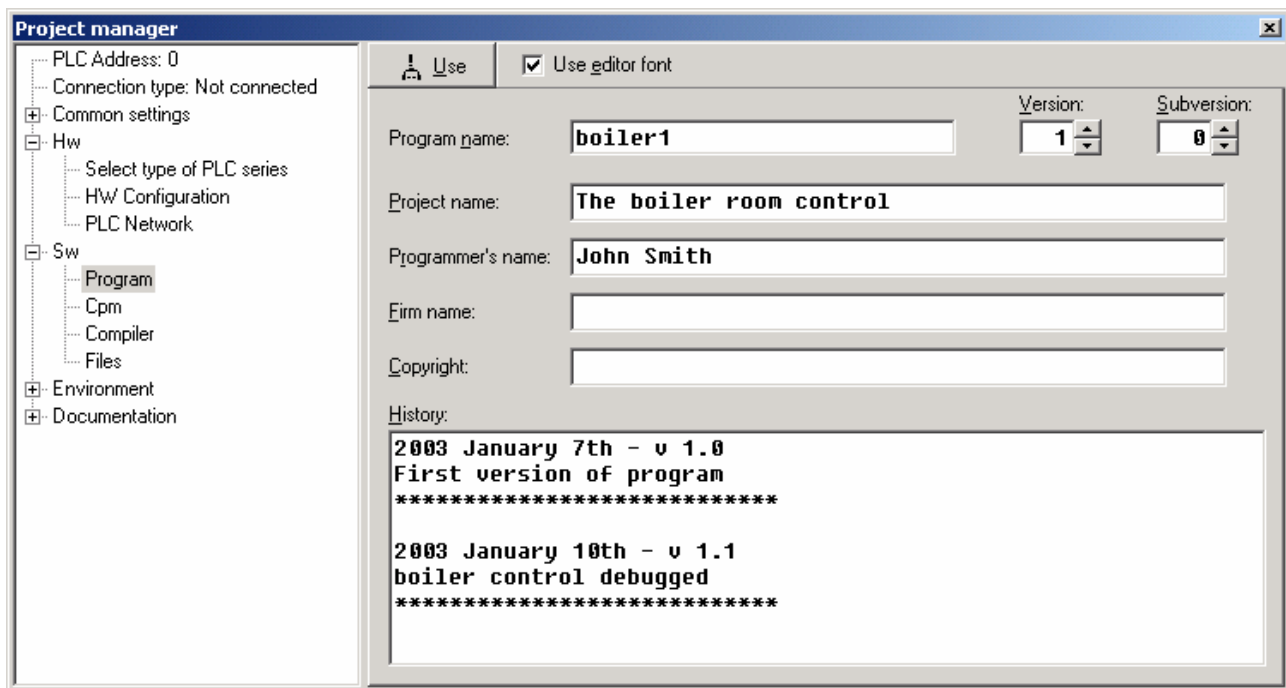 Project manager
PLC Address: 0
Connection type: Not connected
Common settings
Hw
Select type of PLC series
HW Configuration
PLC Network
Sw
Program
Cpm
Compiler
Files
Environment
Documentation
Use
Use editor font
Version:
Subversion:
Program name:
boiler1
1
0
Project name:
The boiler room control
Programmer's name:
John Smith
Firm name:
Copyright:
History:
2003 January 7th - v 1.0
First version of program
****************************

2003 January 10th - v 1.1
boiler control debugged
****************************